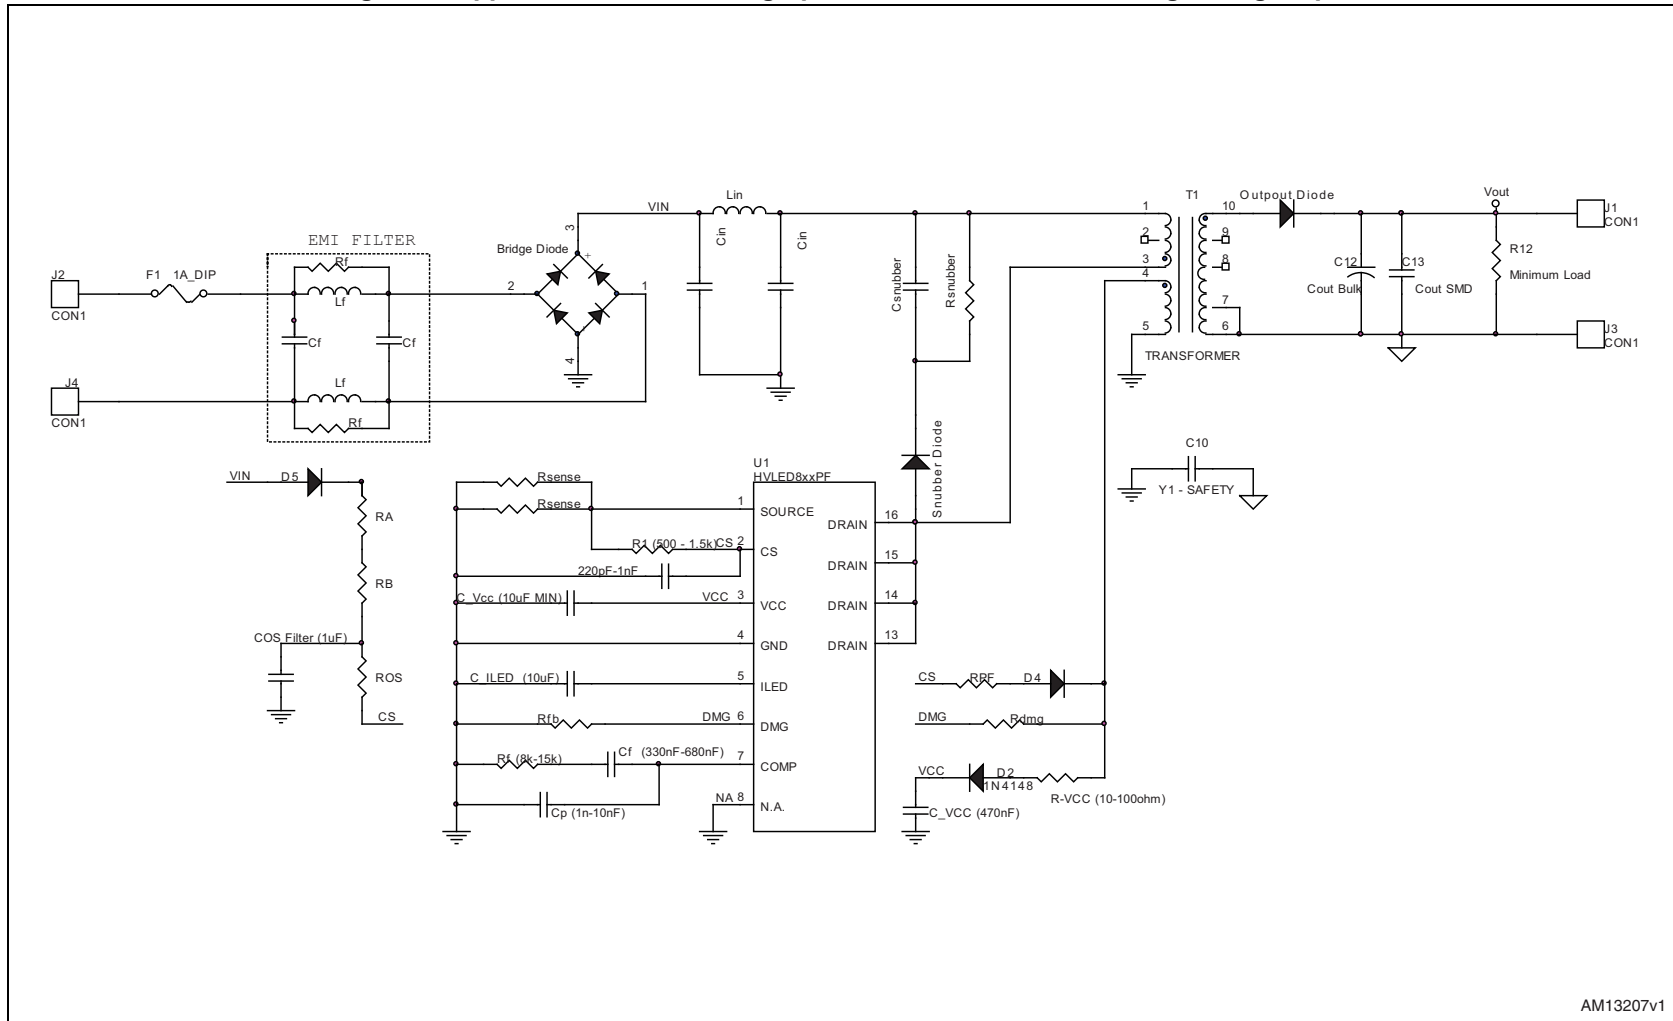 Lin
T1
Outpout Diode
Vout
VIN
1
10
J1
CON1
EMI FILTER
Bridge Diode
3
+
Cin
Cin
2
9
R12
Rf
Csnubber
Rsnubber
3
8
C12
C13
Minimum Load
J2
F1 1A_DIP
4
Cout Bulk
Cout SMD
CON1
Lf
2
1
7
Cf
Cf
5
6
J3
CON1
4
TRANSFORMER
J4
Lf
CON1
Rf
Snubber Diode
C10
Y1 - SAFETY
VIN
D5
U1
HVLED8xxPF
Rsense
Rsense
1
SOURCE
16
DRAIN
RA
R1 (500 - 1.5k)
CS
2
CS
15
DRAIN
220pF-1nF
RB
C_Vcc (10uF MIN)
VCC
3
VCC
14
DRAIN
COS Filter (1uF)
4
GND
13
DRAIN
ROS
C_ILED (10uF)
5
ILED
CS
RPF
D4
CS
Rfb
DMG
6
DMG
DMG
Rdmg
Rf (8k-15k)
Cf (330nF-680nF)
7
COMP
VCC
D2
1N4148
R-VCC (10-100ohm)
Cp (1n-10nF)
NA
8
N.A.
C_VCC (470nF)
AM13207v1